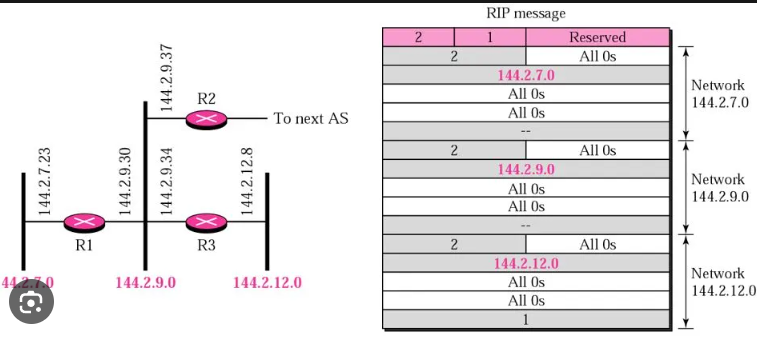 RIP message
2 1 Reserved
2 All 0s
144.2.7.0
All 0s
All 0s
--
Network
144.2.7.0
2 All 0s
144.2.9.0
All 0s
All 0s
--
Network
144.2.9.0
2 All 0s
144.2.12.0
All 0s
All 0s
1
Network
144.2.12.0
144.2.9.37
R2
To next AS
144.2.7.23
144.2.9.30
144.2.9.34
144.2.12.8
R1
R3
44.2.7.0
144.2.9.0
144.2.12.0